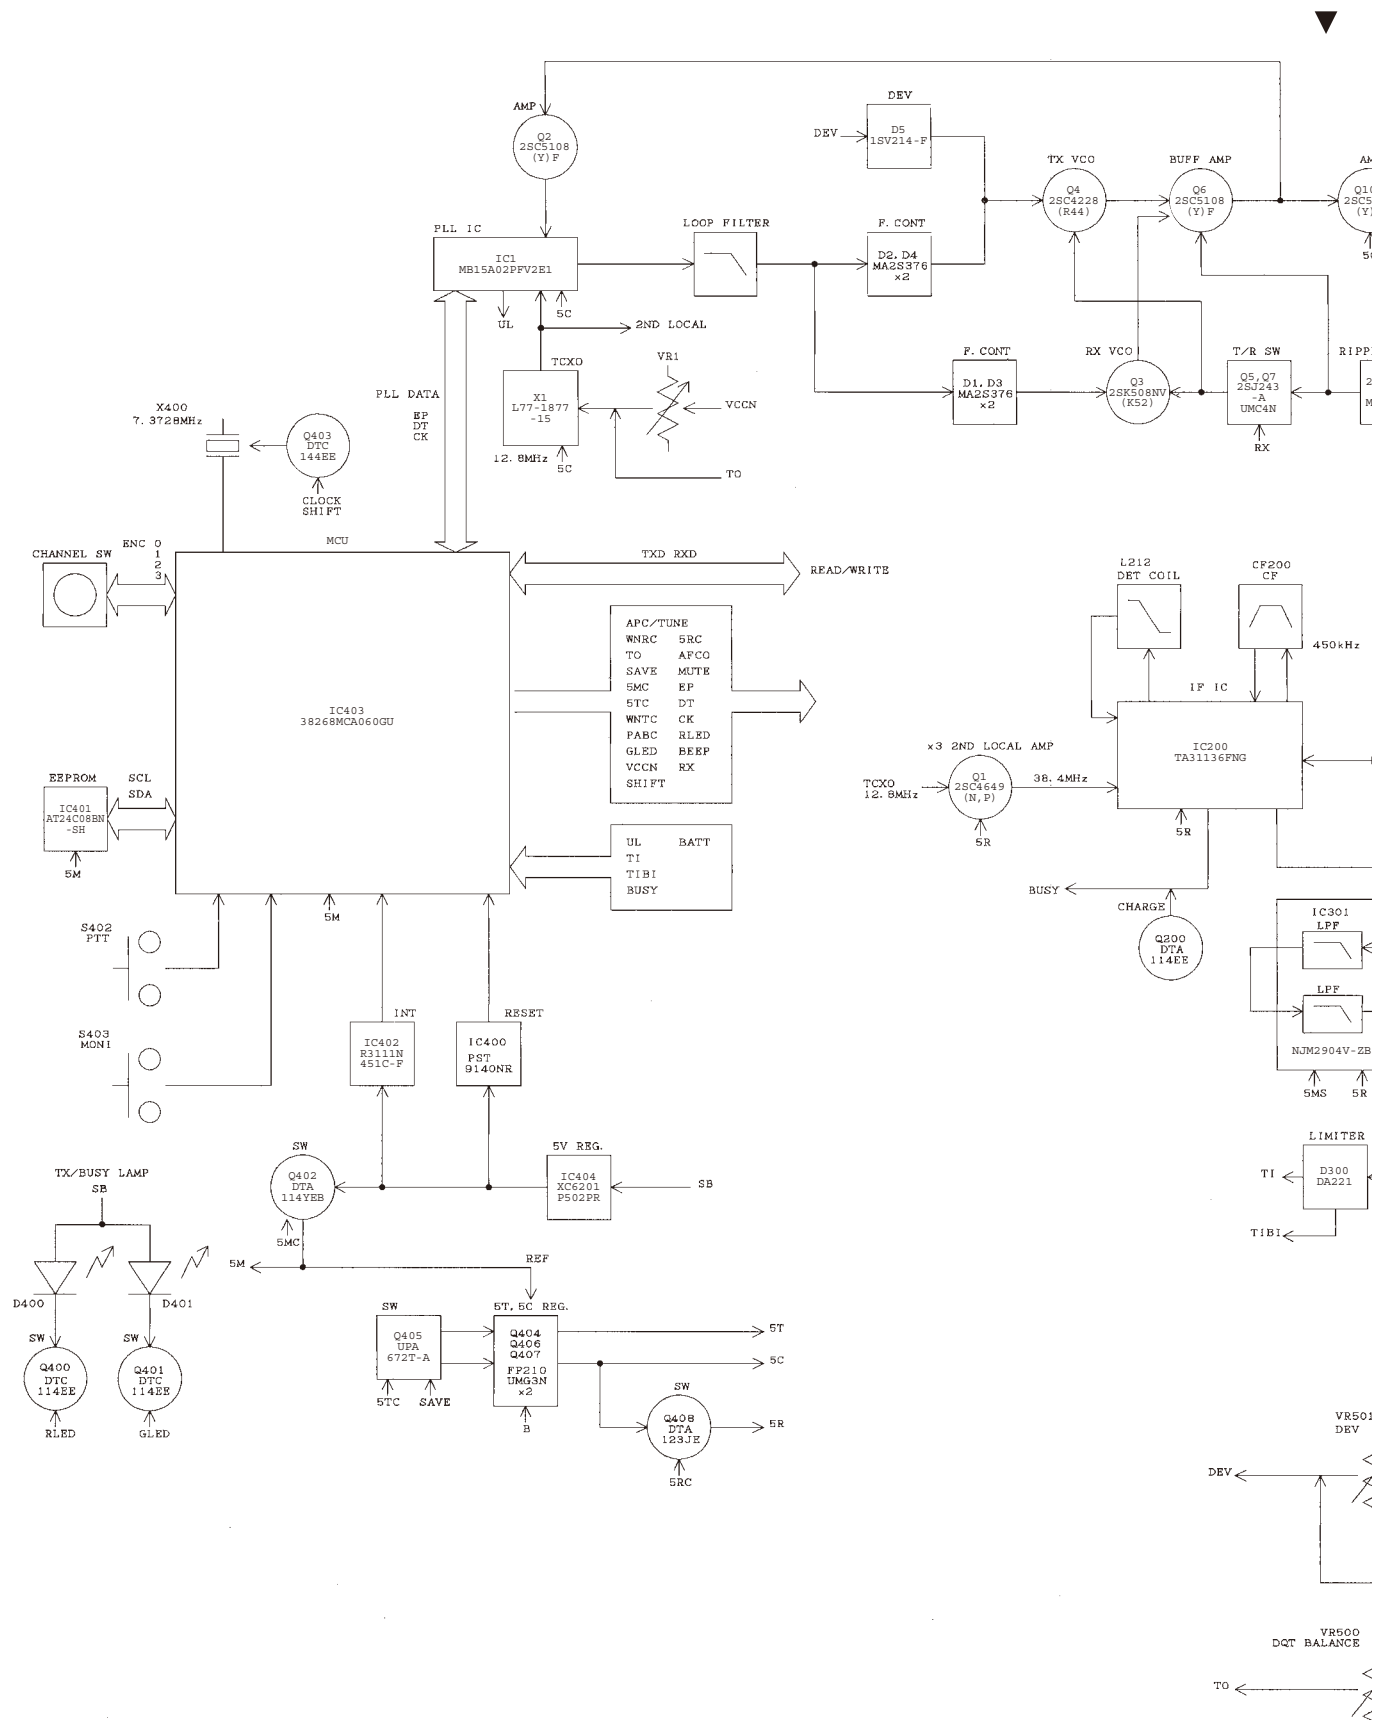 DEV
DEV
D5
1SV214-F
AMP
Q2
2SC5108
(Y)F
TX VCO
Q4
2SC4228
(R44)
BUFF AMP
Q6
2SC5108
(Y)F
PLL IC
IC1
MB15A02PFV2E1
UL
5C
LOOP FILTER
F. CONT
D2, D4
MA2S376
×2
2ND LOCAL
TCXO
X1
L77-1877
-15
12.8MHz
5C
VR1
VCCN
TO
F. CONT
D1, D3
MA2S376
×2
RX VCO
Q3
2SK508NV
(K52)
T/R SW
Q5, Q7
2SJ243
-A
UMC4N
RX
PLL DATA
EP
DT
CK
X400
7.3728MHz
Q403
DTC
144EE
CLOCK
SHIFT
MCU
CHANNEL SW
ENC 0
1
2
3
IC403
38268MCA060GU
TXD RXD
READ/WRITE
APC/TUNE
WNRC 5RC
TO AFCO
SAVE MUTE
5MC EP
5TC DT
WNTC CK
PABC RLED
GLED BEEP
VCCN RX
SHIFT
UL BATT
TI
TIBI
BUSY
EEPROM
IC401
AT24C08BN
-SH
5M
SCL
SDA
L212
DET COIL
CF200
CF
450kHz
IF IC
IC200
TA31136FNG
5R
×3 2ND LOCAL AMP
TCXO
12.8MHz
Q1
2SC4649
(N,P)
5R
38.4MHz
BUSY
CHARGE
Q200
DTA
114EE
IC301
LPF
LPF
NJM2904V-ZB
5MS
5R
LIMITER
D300
DA221
TI
TIBI
S402
PTT
S403
MONI
5M
INT
IC402
R3111N
451C-F
RESET
IC400
PST
9140NR
SW
Q402
DTA
114YEB
5MC
5V REG.
IC404
XC6201
P502PR
SB
5M
REF
TX/BUSY LAMP
SB
D400
D401
SW
Q400
DTC
114EE
RLED
SW
Q401
DTC
114EE
GLED
SW
Q405
UPA
672T-A
5TC
SAVE
5T, 5C REG.
Q404
Q406
Q407
FP210
UMG3N
×2
B
5T
5C
SW
Q408
DTA
123JE
5RC
5R
VR501
DEV
DEV
VR500
DQT BALANCE
TO